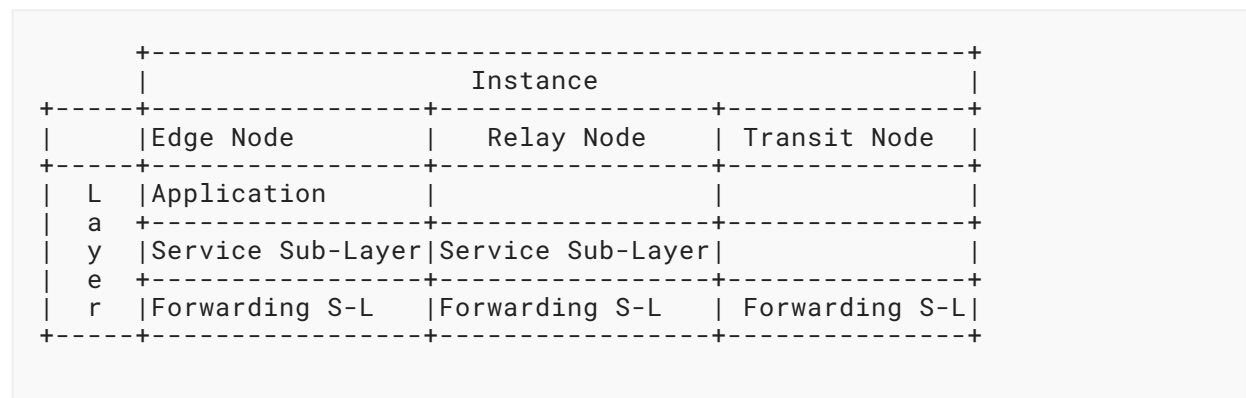 +---------------------------------------------------+
      |                    Instance                       |
+-----+-----------------+-----------------+---------------+
|     |Edge Node        |   Relay Node    | Transit Node  |
+-----+-----------------+-----------------+---------------+
|  L  |Application      |                 |               |
|  a  +-----------------+-----------------+---------------+
|  y  |Service Sub-Layer|Service Sub-Layer|               |
|  e  +-----------------+-----------------+---------------+
|  r  |Forwarding S-L   |Forwarding S-L   | Forwarding S-L|
+-----+-----------------+-----------------+---------------+